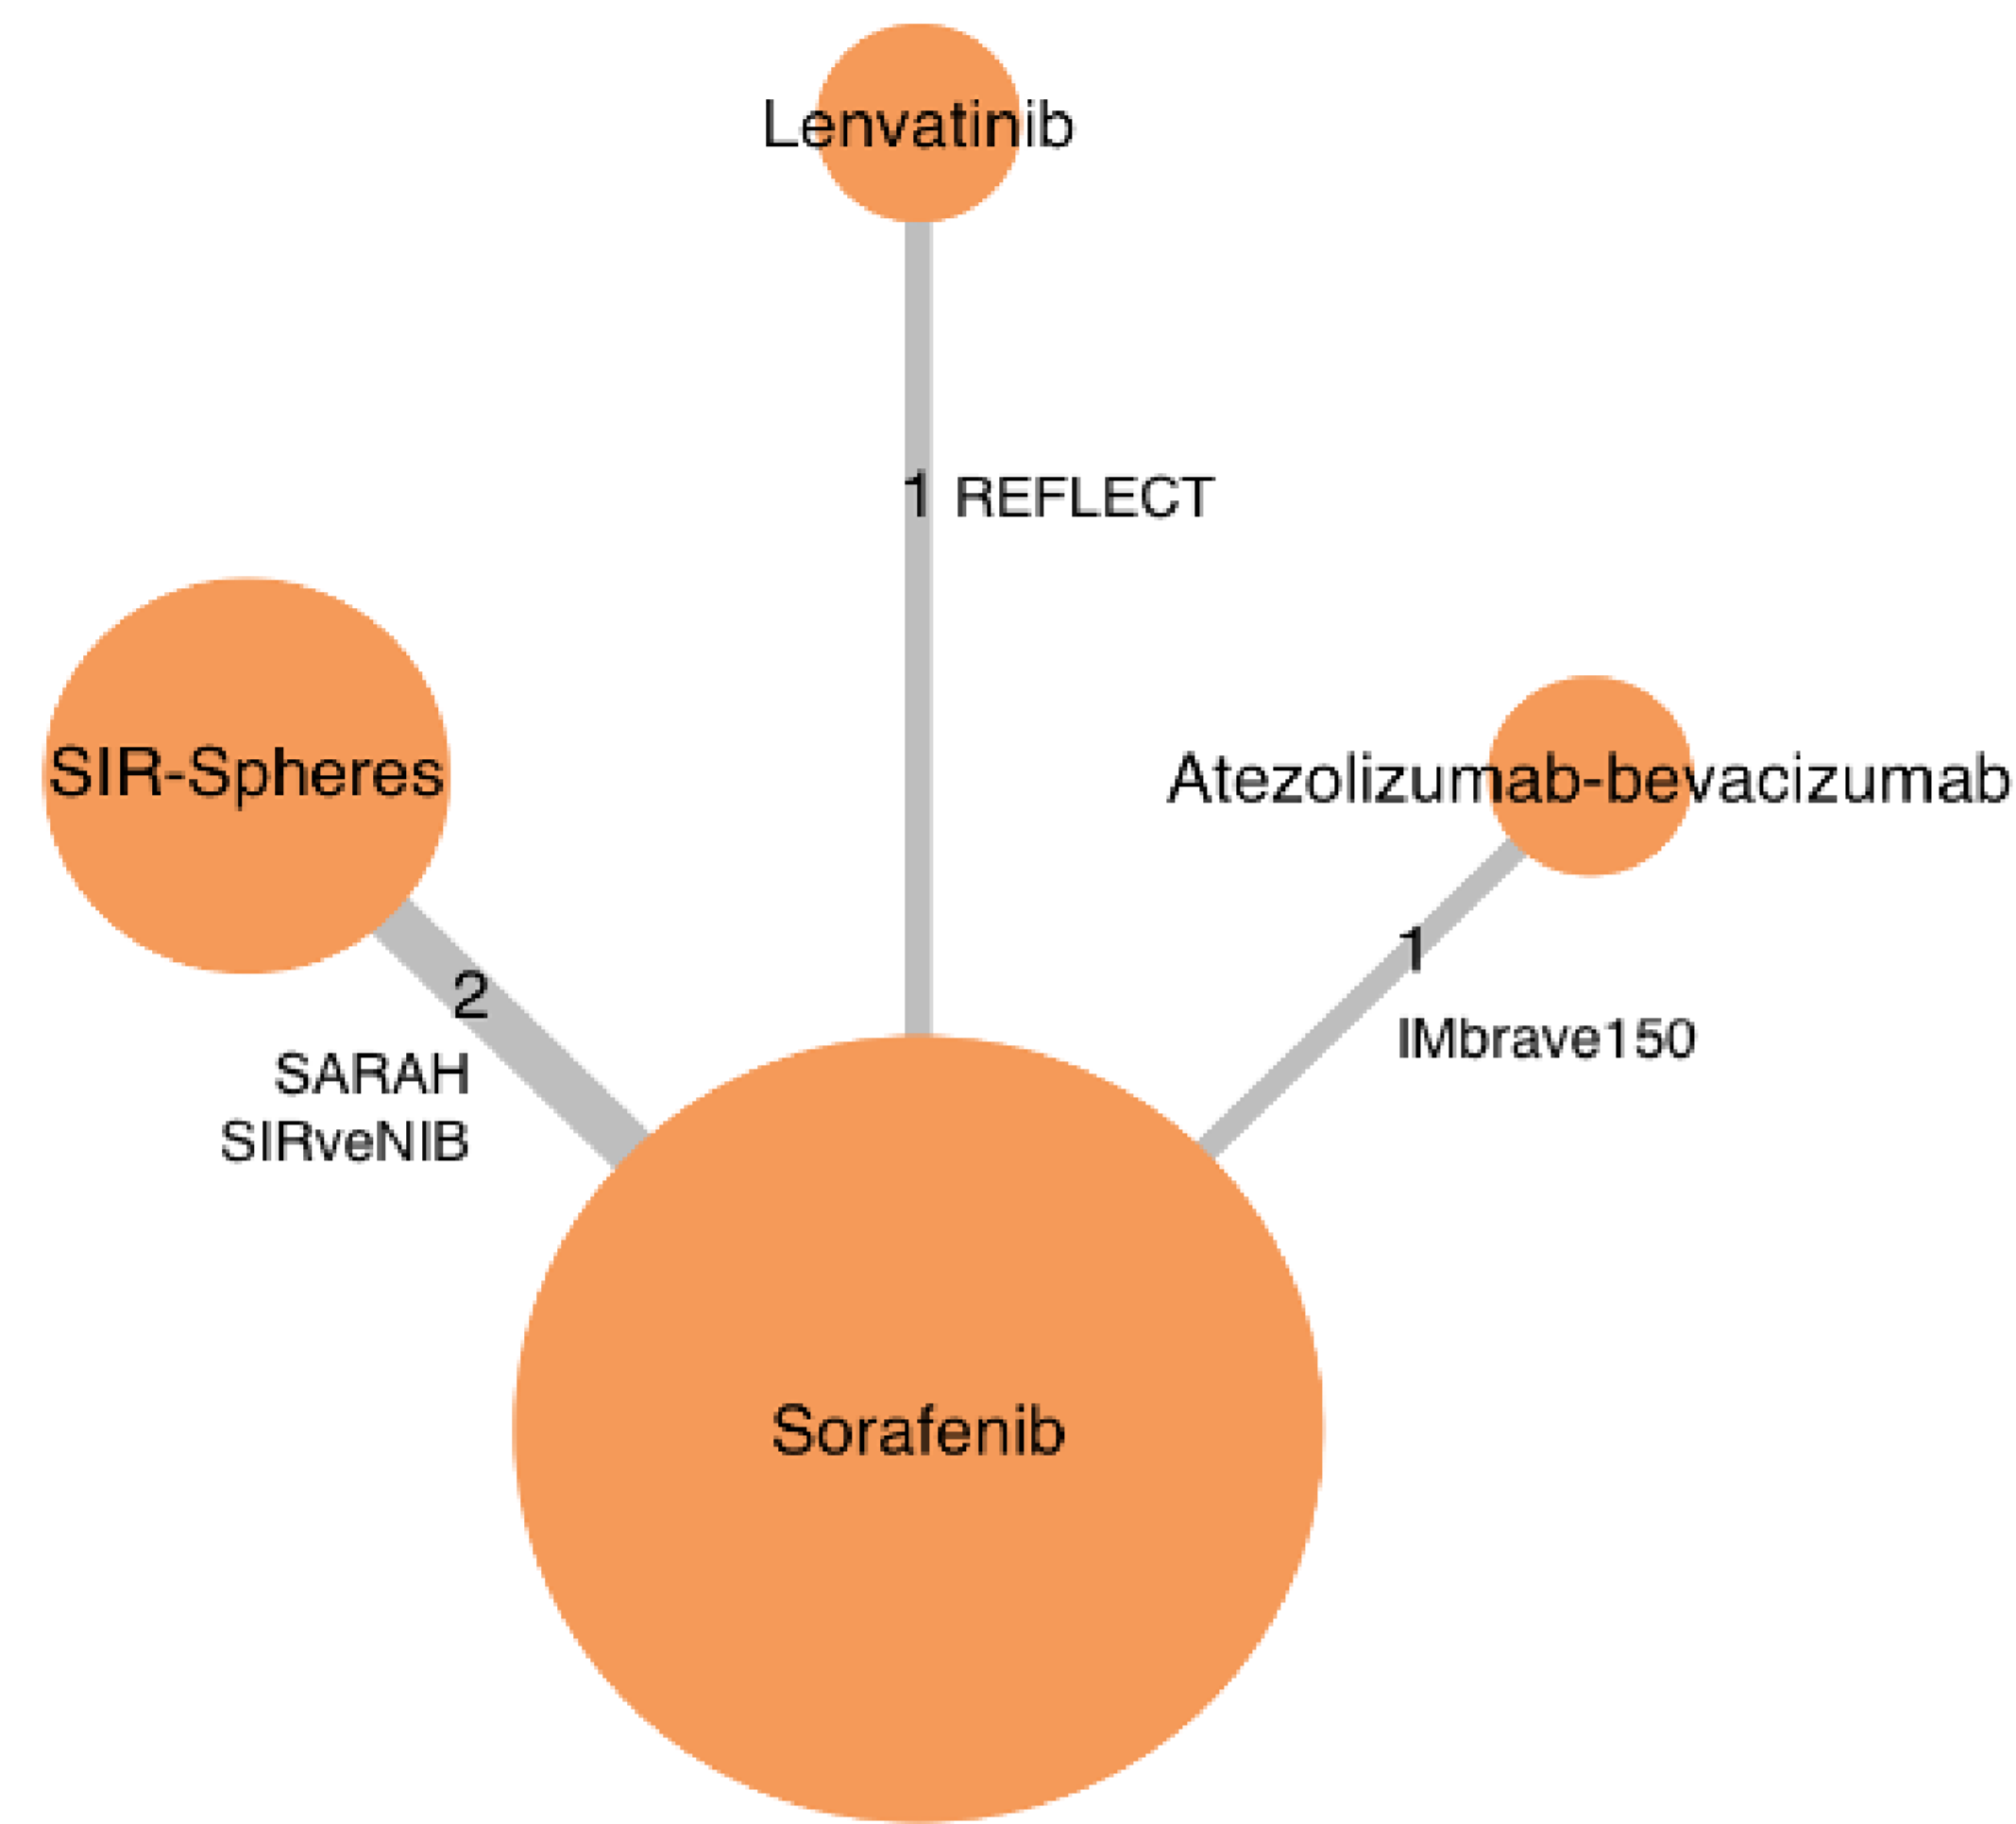 Lenvatinib
1 REFLECT
SIR-Spheres
Atezolizumab-bevacizumab
2
SARAH
SIRveNIB
1
IMbrave150
Sorafenib